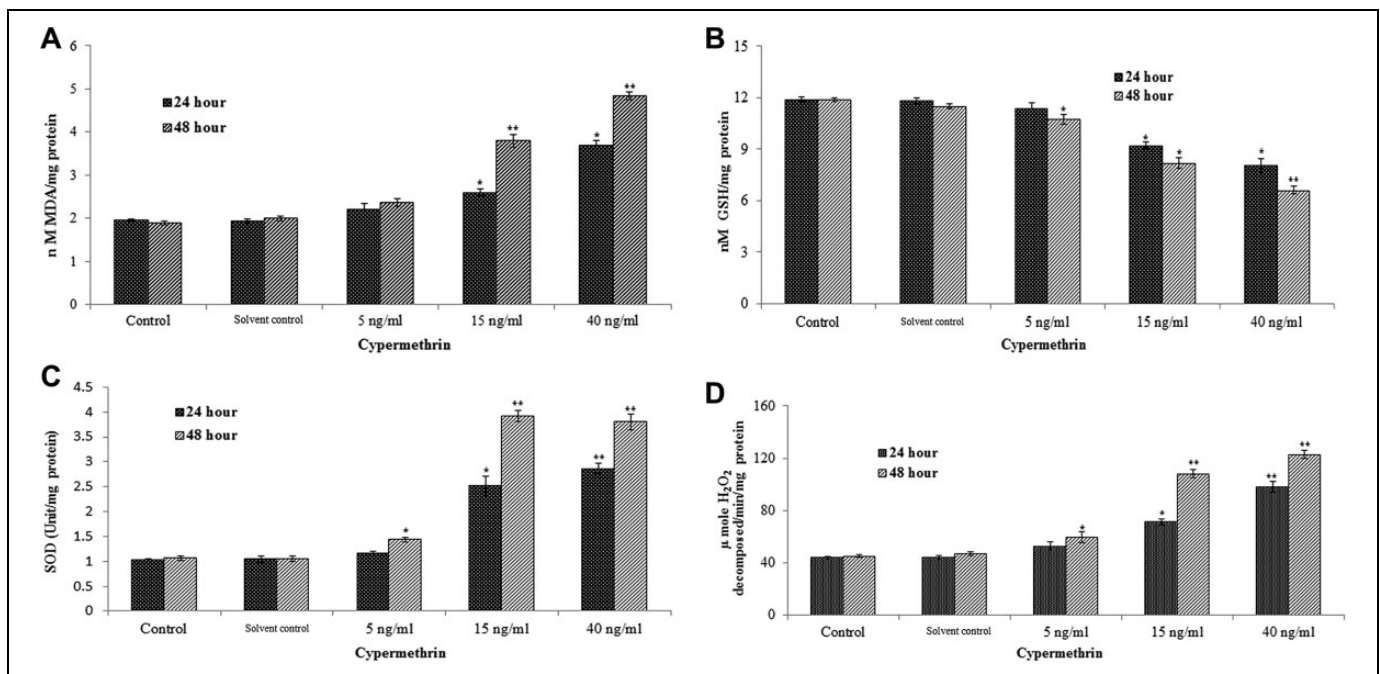 A
6
5
4
3
2
1
0
n M MDA/mg protein
24 hour
48 hour
*
**
*
**
Control
Solvent control
5 ng/ml
15 ng/ml
40 ng/ml
Cypermethrin
B
15
12
9
6
3
0
nM GSH/mg protein
24 hour
48 hour
*
*
*
*
**
Control
Solvent control
5 ng/ml
15 ng/ml
40 ng/ml
Cypermethrin
C
4.5
4
3.5
3
2.5
2
1.5
1
0.5
0
SOD (Unit/mg protein)
24 hour
48 hour
*
*
**
**
**
Control
Solvent control
5 ng/ml
15 ng/ml
40 ng/ml
Cypermethrin
D
160
120
80
40
0
µ mole H₂O₂
decomposed/min/mg protein
24 hour
48 hour
*
*
**
**
**
Control
Solvent control
5 ng/ml
15 ng/ml
40 ng/ml
Cypermethrin